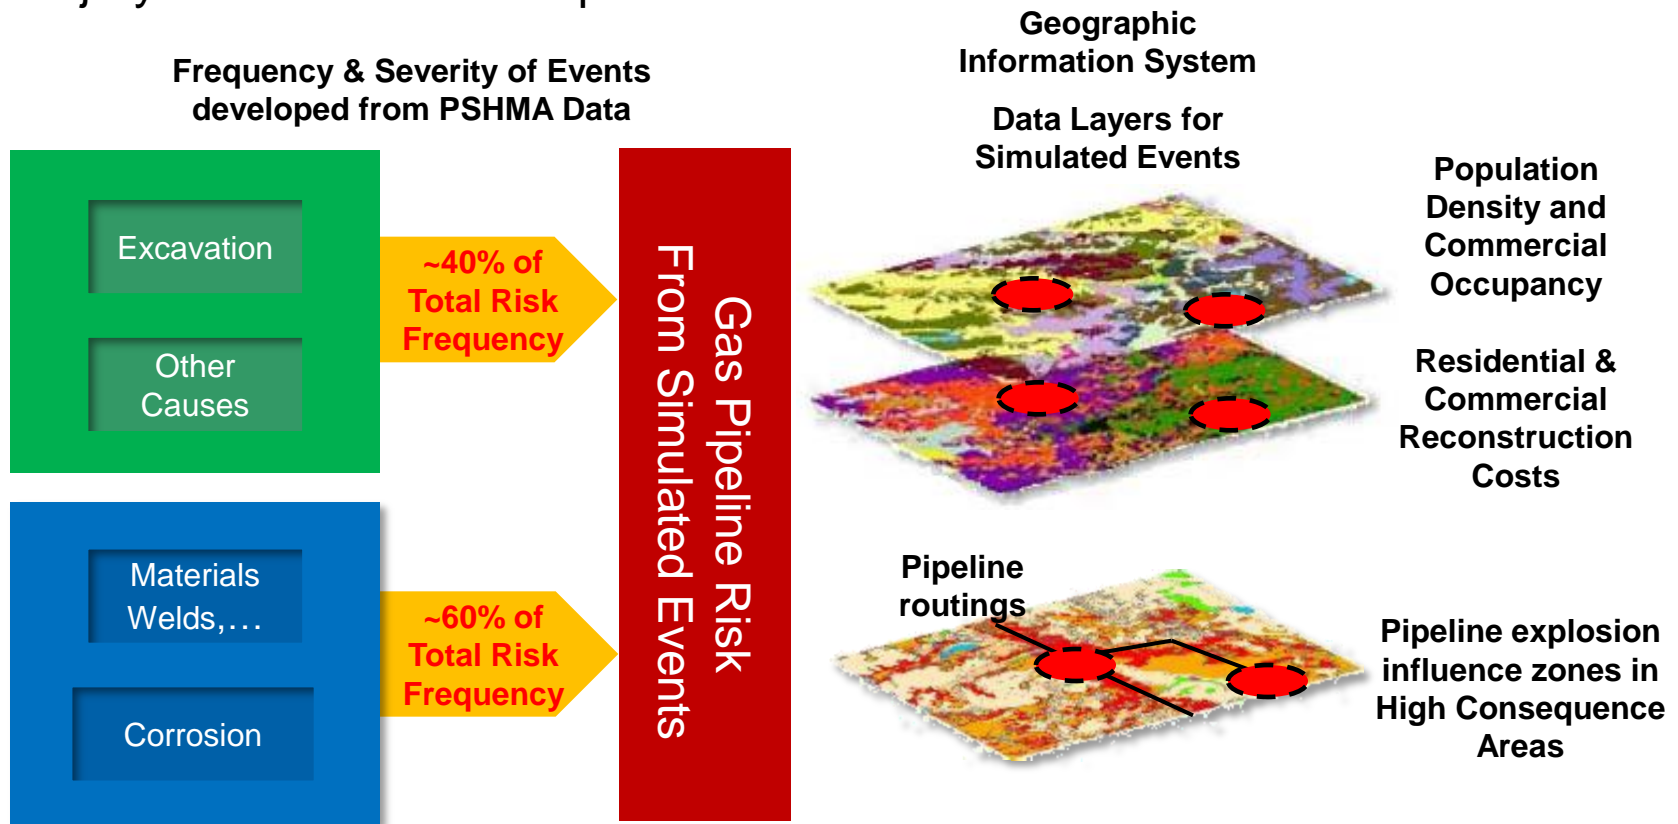 Frequency & Severity of Events
developed from PSHMA Data
Excavation
Other
Causes
~40% of
Total Risk
Frequency
Materials
Welds,…
Corrosion
~60% of
Total Risk
Frequency
Gas Pipeline Risk
From Simulated Events
Geographic
Information System
Data Layers for
Simulated Events
Population
Density and
Commercial
Occupancy
Residential &
Commercial
Reconstruction
Costs
Pipeline
routings
Pipeline explosion
influence zones in
High Consequence
Areas